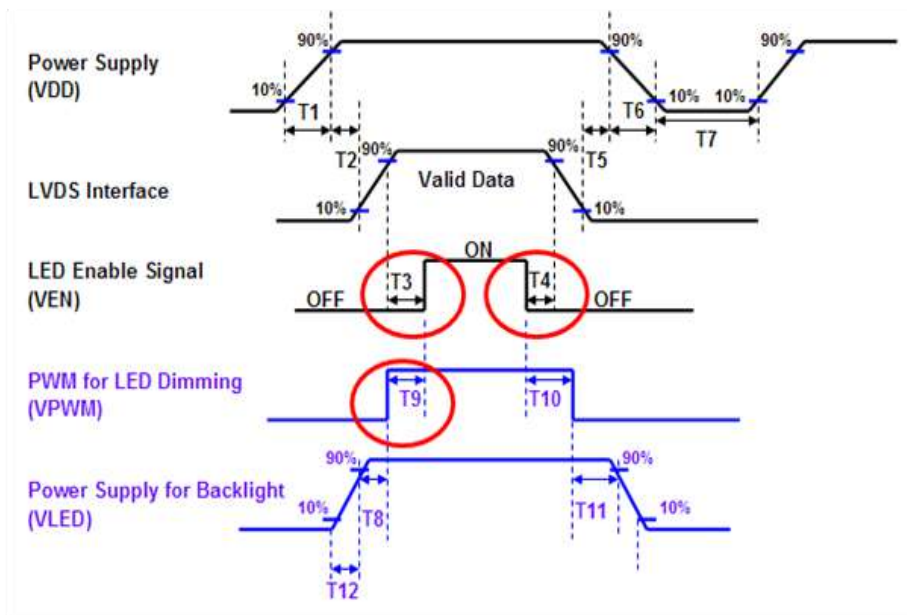 90% 90% 90%
Power Supply
(VDD)
10% T1 T6 10% 10%
T2 90% 90% T5 T7
Valid Data
LVDS Interface
10% 10%
ON
LED Enable Signal
(VEN)
T3 T4
OFF OFF
PWM for LED Dimming
(VPWM)
T9 T10
90% 90%
Power Supply for Backlight
(VLED)
10% T8 T11 10%
T12